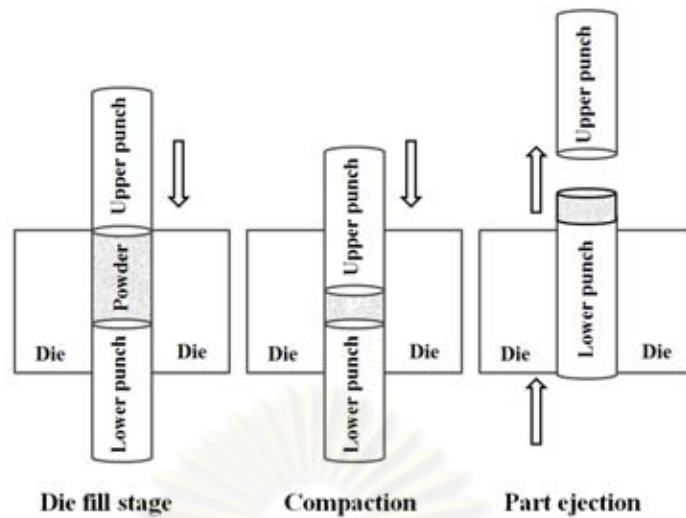 Upper punch
Powder
Lower punch
Die
Die
Die fill stage
Upper punch
Lower punch
Die
Die
Compaction
Upper punch
Lower punch
Die
Die
Part ejection